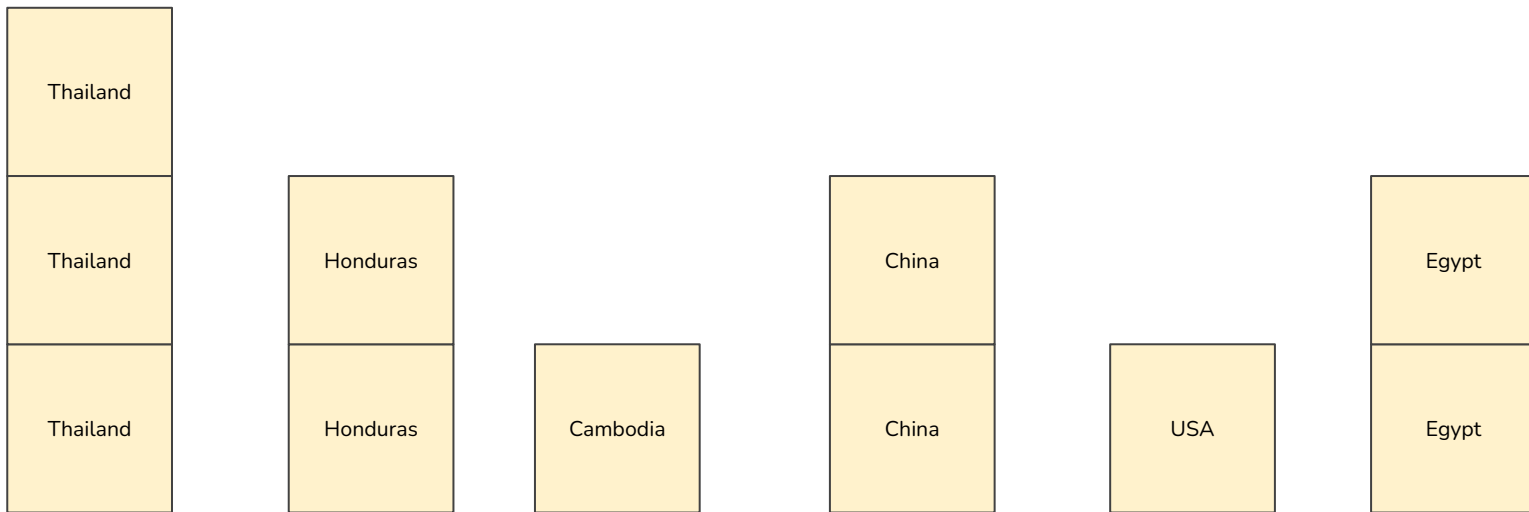 Thailand
Thailand
Honduras
China
Egypt
Thailand
Honduras
Cambodia
China
USA
Egypt